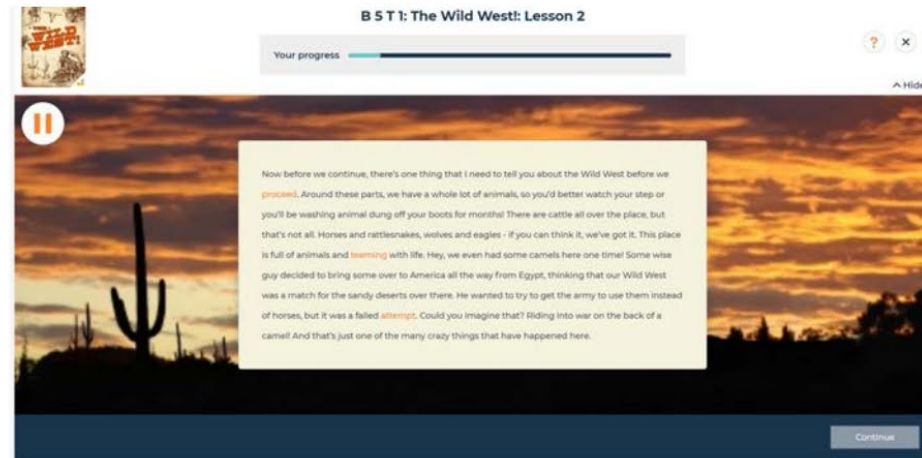 B 5 T 1: The Wild West!: Lesson 2
WILD
WEST!
Your progress
?
Hide
Now before we continue, there's one thing that I need to tell you about the Wild West before we
proceed. Around these parts, we have a whole lot of animals, so you'd better watch your step or
you'll be washing animal dung off your boots for months! There are cattle all over the place, but
that's not all. Horses and rattlesnakes, wolves and eagles - if you can think it, we've got it. This place
is full of animals and teeming with life. Hey, we even had some camels here one time! Some wise
guy decided to bring some over to America all the way from Egypt, thinking that our Wild West
was a match for the sandy deserts over there. He wanted to try to get the army to use them instead
of horses, but it was a failed attempt. Could you imagine that? Riding into war on the back of a
camel! And that's just one of the many crazy things that have happened here.
Continue